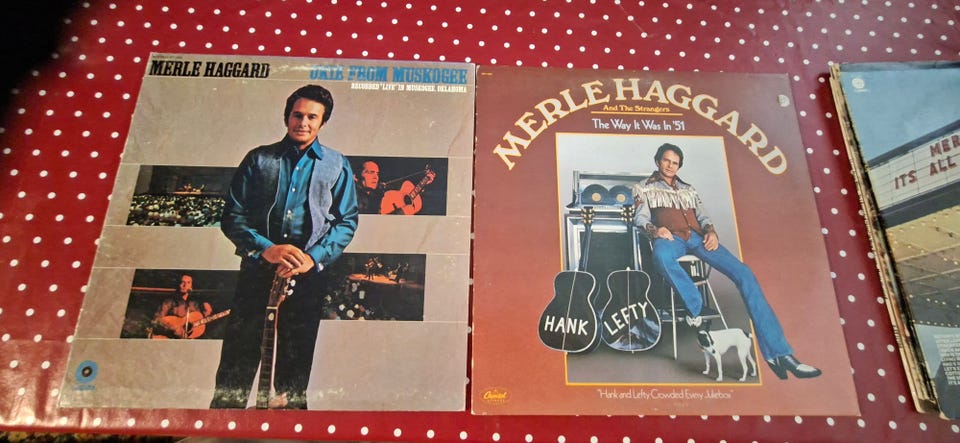 MERLE HAGGARD
OKIE FROM MUSKOGEE
RECORDED "LIVE" IN MUSKOGEE, OKLAHOMA
MERLE HAGGARD
And The Strangers
The Way It Was In '51
HANK
LEFTY
"Hank and Lefty Crowded Every Jukebox"
Capitol
MER
ITS ALL